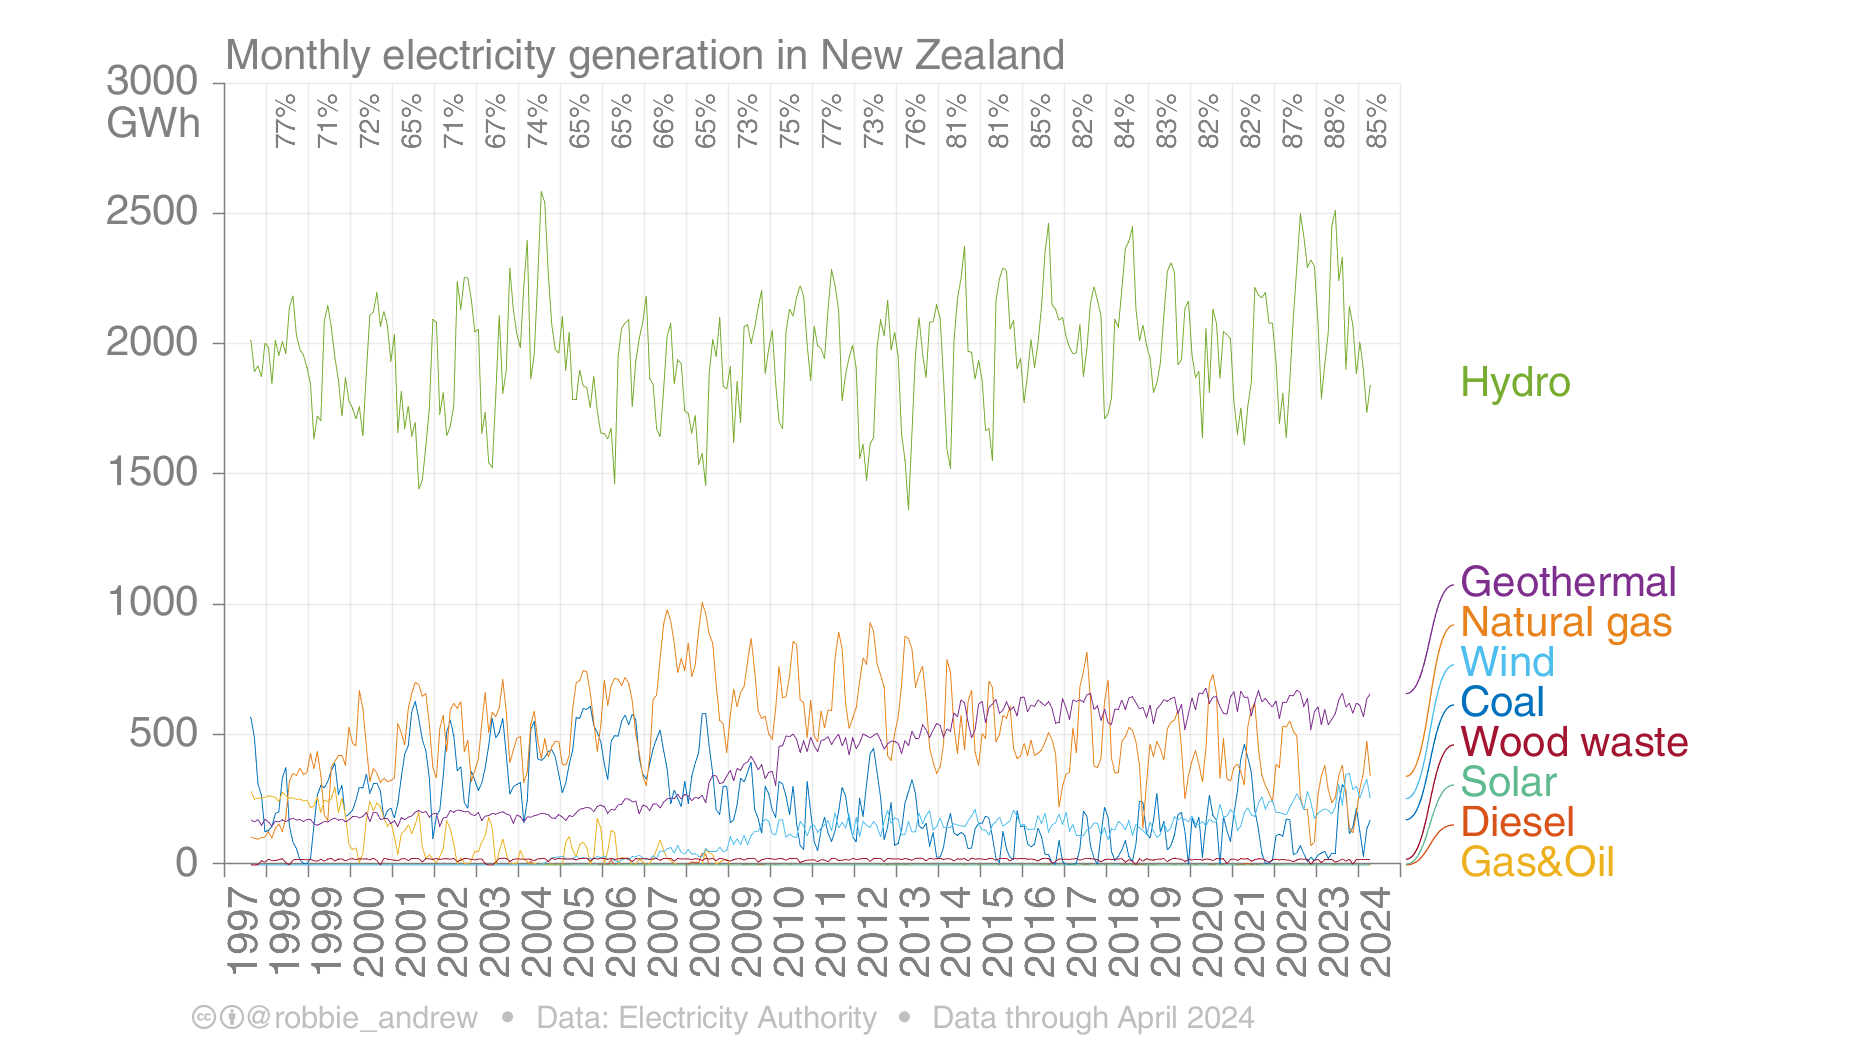 Monthly electricity generation in New Zealand
3000
GWh
77% 71% 72% 65% 71% 67% 74% 65% 65% 66% 65% 73% 75% 77% 73% 76% 81% 81% 85% 82% 84% 83% 82% 82% 87% 88% 85%
2500
2000
1500
1000
500
0
Hydro
Geothermal
Natural gas
Wind
Coal
Wood waste
Solar
Diesel
Gas&Oil
1997 1998 1999 2000 2001 2002 2003 2004 2005 2006 2007 2008 2009 2010 2011 2012 2013 2014 2015 2016 2017 2018 2019 2020 2021 2022 2023 2024
cc @robbie_andrew • Data: Electricity Authority • Data through April 2024